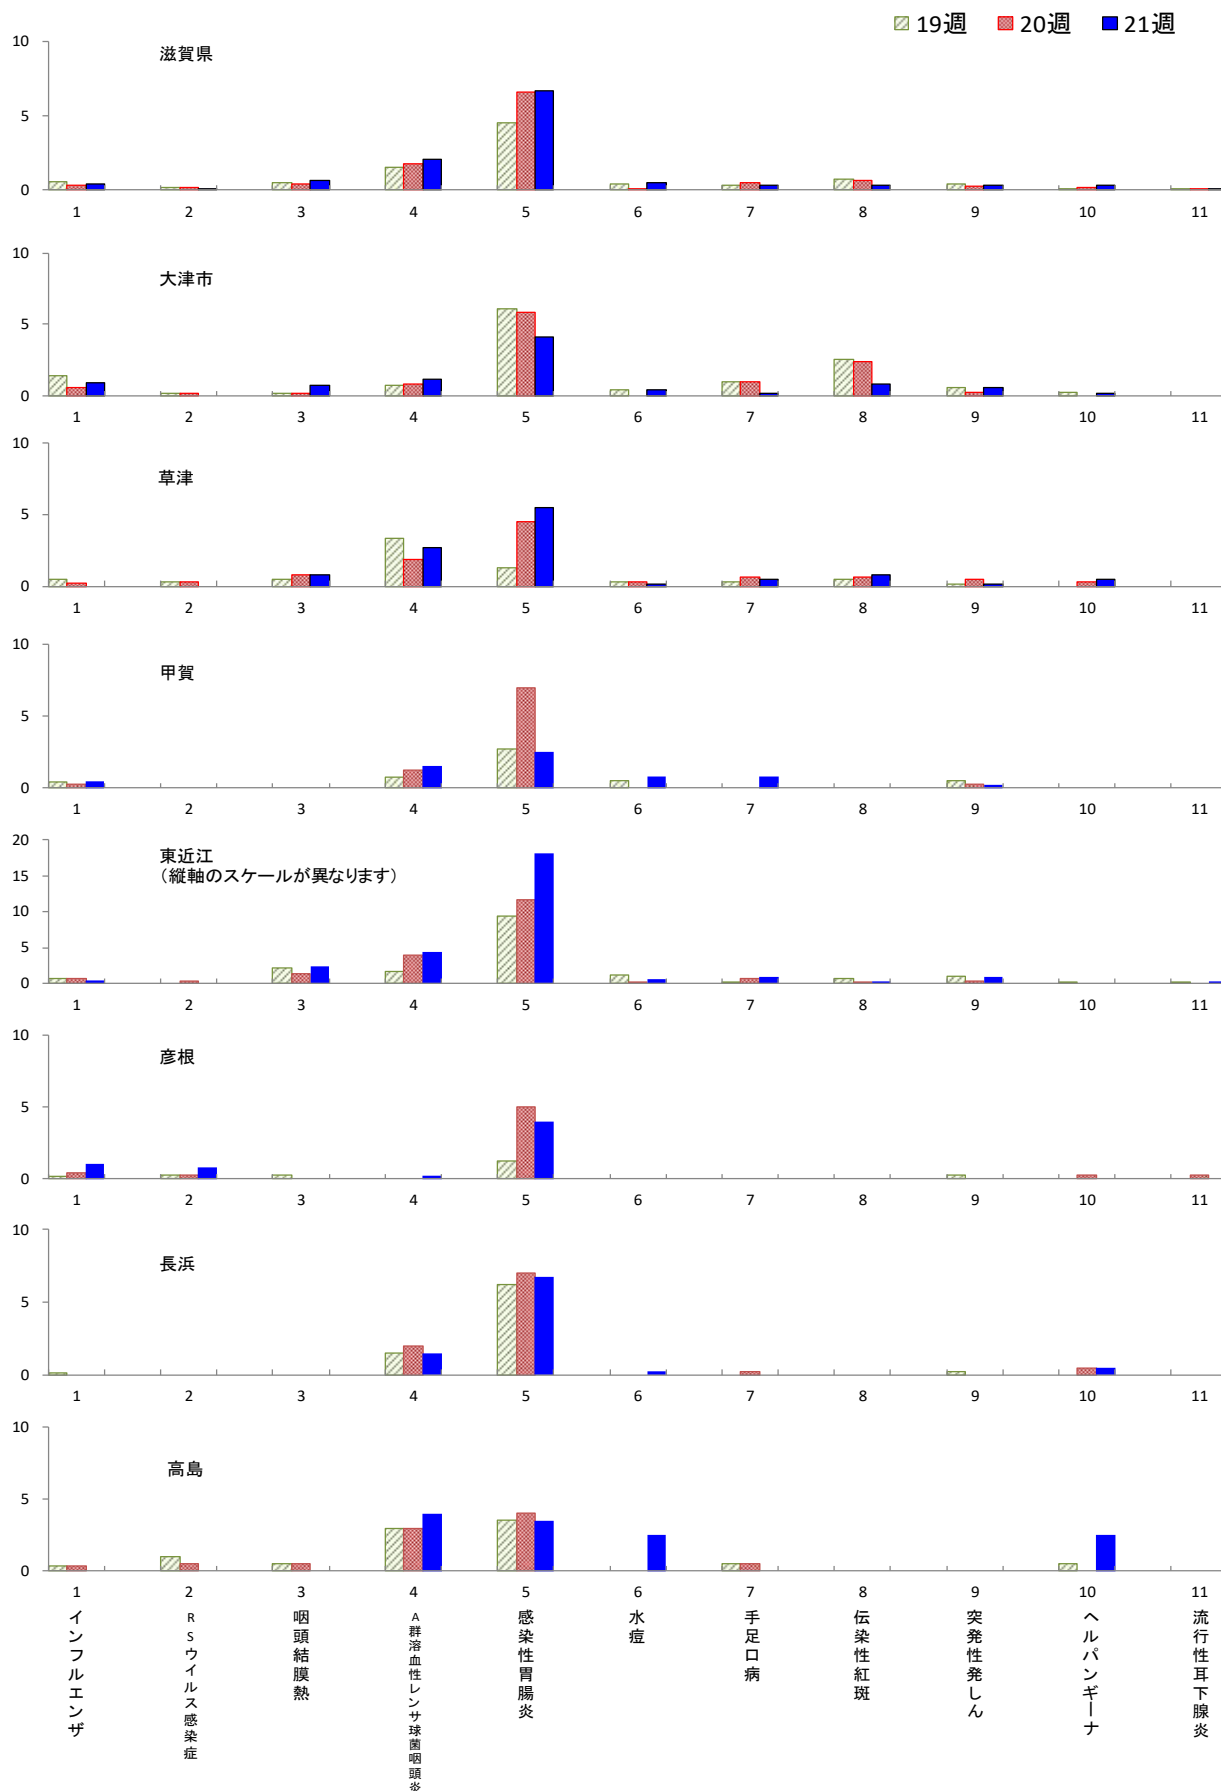 19週 20週 21週
10
滋賀県
5
0
1 2 3 4 5 6 7 8 9 10 11
10
大津市
5
0
1 2 3 4 5 6 7 8 9 10 11
10
草津
5
0
1 2 3 4 5 6 7 8 9 10 11
10
甲賀
5
0
1 2 3 4 5 6 7 8 9 10 11
20
東近江
(縦軸のスケールが異なります)
15
10
5
0
1 2 3 4 5 6 7 8 9 10 11
10
彦根
5
0
1 2 3 4 5 6 7 8 9 10 11
10
長浜
5
0
1 2 3 4 5 6 7 8 9 10 11
10
高島
5
0
1 2 3 4 5 6 7 8 9 10 11
インフルエンザ
RSウイルス感染症
咽頭結膜熱
A群溶血性レンサ球菌咽頭炎
感染性胃腸炎
水痘
手足口病
伝染性紅斑
突発性発しん
ヘルパンギーナ
流行性耳下腺炎